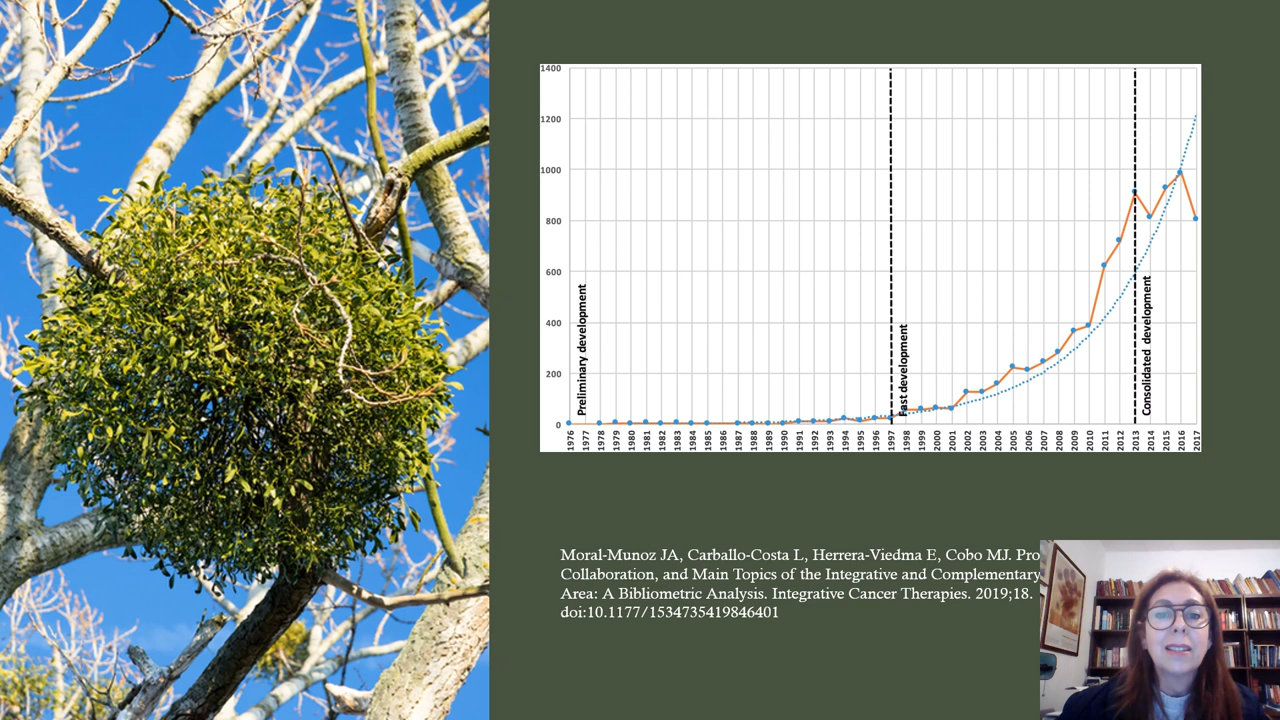 1400
1200
1000
800
600
400
200
0
Preliminary development
Fast development
Consolidated development
1976 1977 1978 1979 1980 1981 1982 1983 1984 1985 1986 1987 1988 1989 1990 1991 1992 1993 1994 1995 1996 1997 1998 1999 2000 2001 2002 2003 2004 2005 2006 2007 2008 2009 2010 2011 2012 2013 2014 2015 2016 2017
Moral-Munoz JA, Carballo-Costa L, Herrera-Viedma E, Cobo MJ. Pro
Collaboration, and Main Topics of the Integrative and Complementary
Area: A Bibliometric Analysis. Integrative Cancer Therapies. 2019;18.
doi:10.1177/1534735419846401